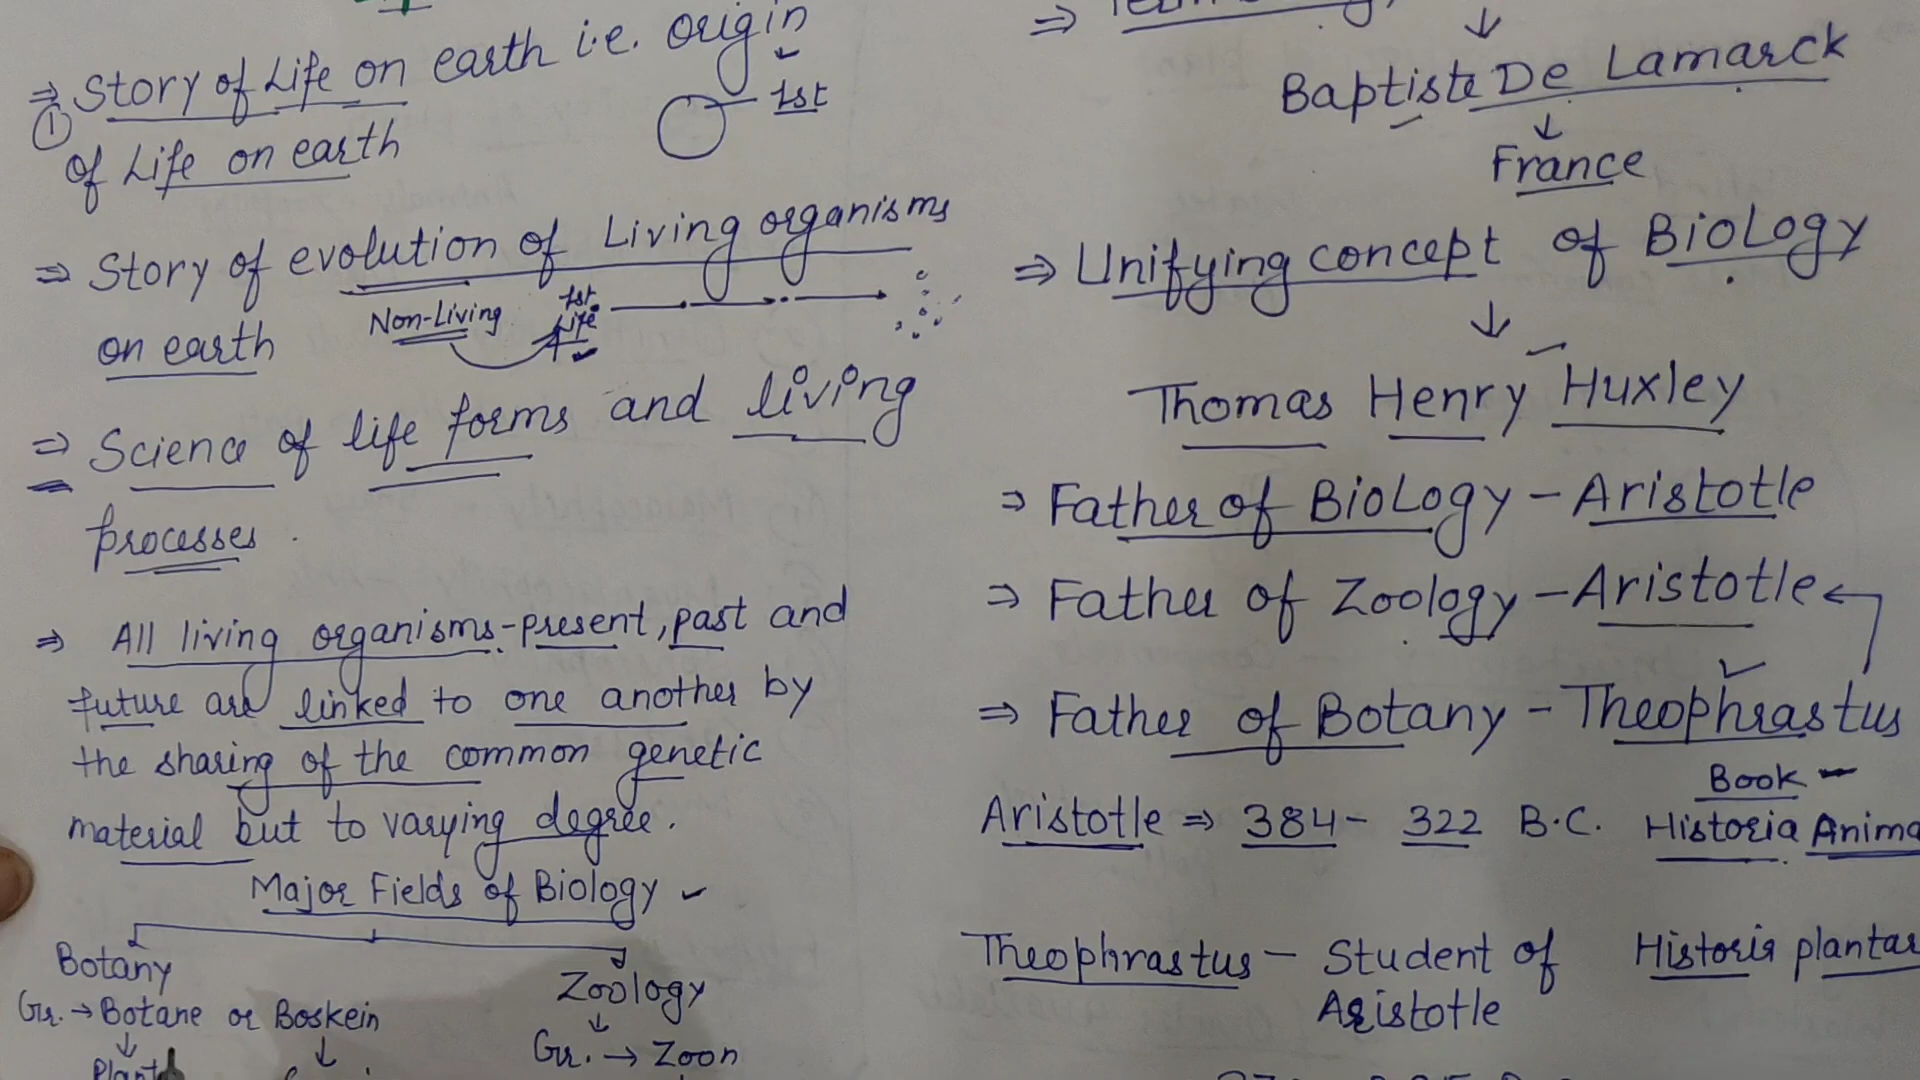 ⇒ Story of Life on earth i.e. origin
①
1st
of Life on earth
⇒ Story of evolution of Living organisms
Non-Living 1st Life
on earth
⇒ Science of life forms and living
processes.
⇒ All living organisms-present, past and
future are linked to one another by
the sharing of the common genetic
material but to varying degree.
Major Fields of Biology
Botany
Gr. → Botane or Boskein
↓ ↓
Plant
Zoology
↓
Gr. → Zoon
⇒
↓
Baptiste De Lamarck
↓
France
⇒ Unifying concept of Biology
↓
Thomas Henry Huxley
⇒ Father of Biology - Aristotle
⇒ Father of Zoology - Aristotle
⇒ Father of Botany - Theophrastus
Book -
Aristotle ⇒ 384 - 322 B.C. Historia Anima
Theophrastus - Student of Historia plantar
Aristotle